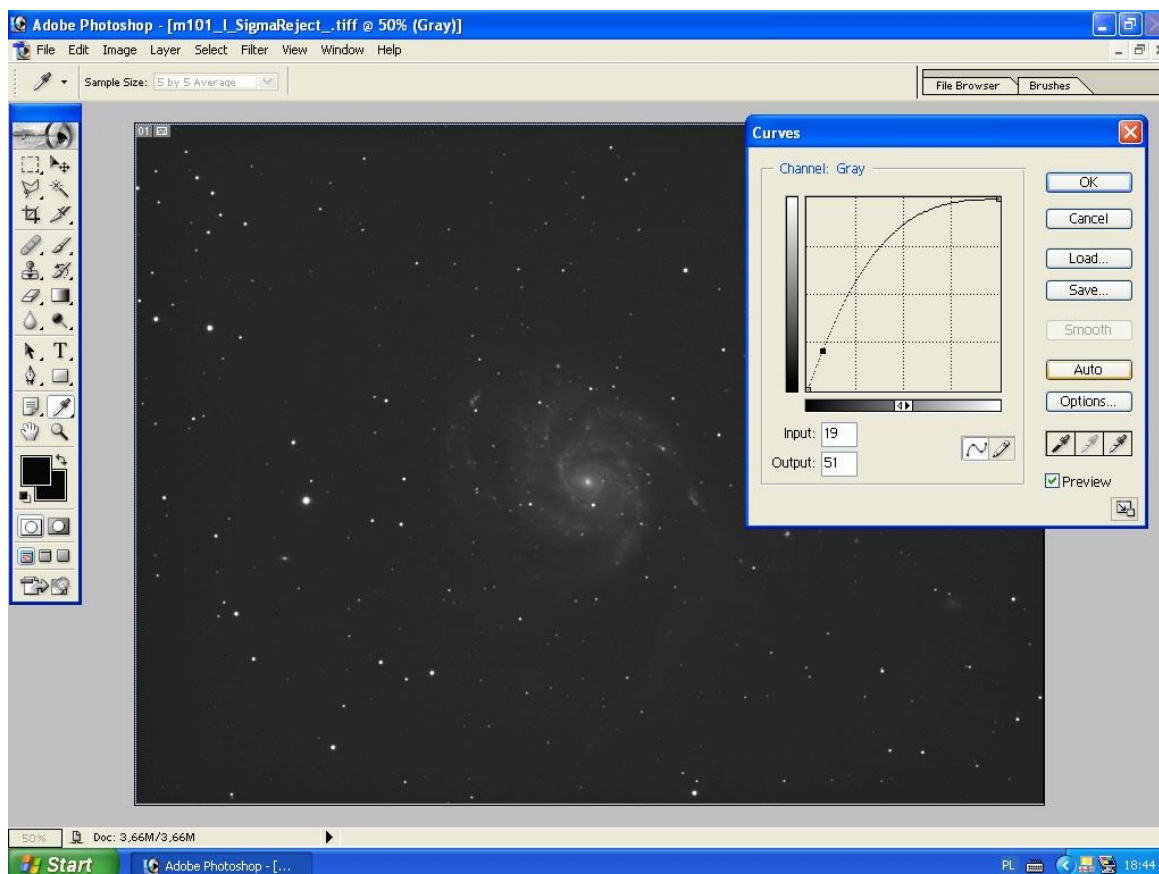 Adobe Photoshop - [m101_l_SigmaReject_.tiff @ 50% (Gray)]
File Edit Image Layer Select Filter View Window Help
Sample Size: 5 by 5 Average
File Browser Brushes
01
Curves
Channel: Gray
OK
Cancel
Load...
Save...
Smooth
Auto
Options...
Input: 19
Output: 51
Preview
T
50% Doc: 3,66M/3,66M
Start Adobe Photoshop - [... PL 18:44